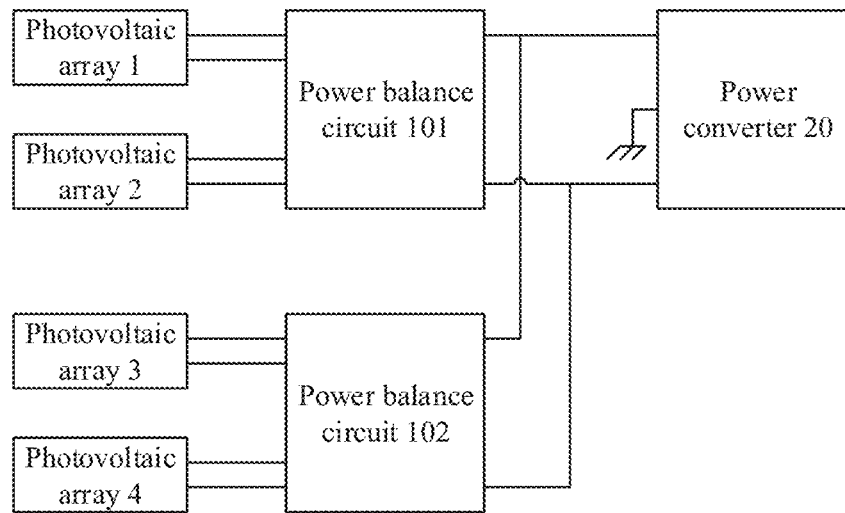 Photovoltaic
array 1
Power balance
circuit 101
Power
converter 20
Photovoltaic
array 2
Photovoltaic
array 3
Power balance
circuit 102
Photovoltaic
array 4